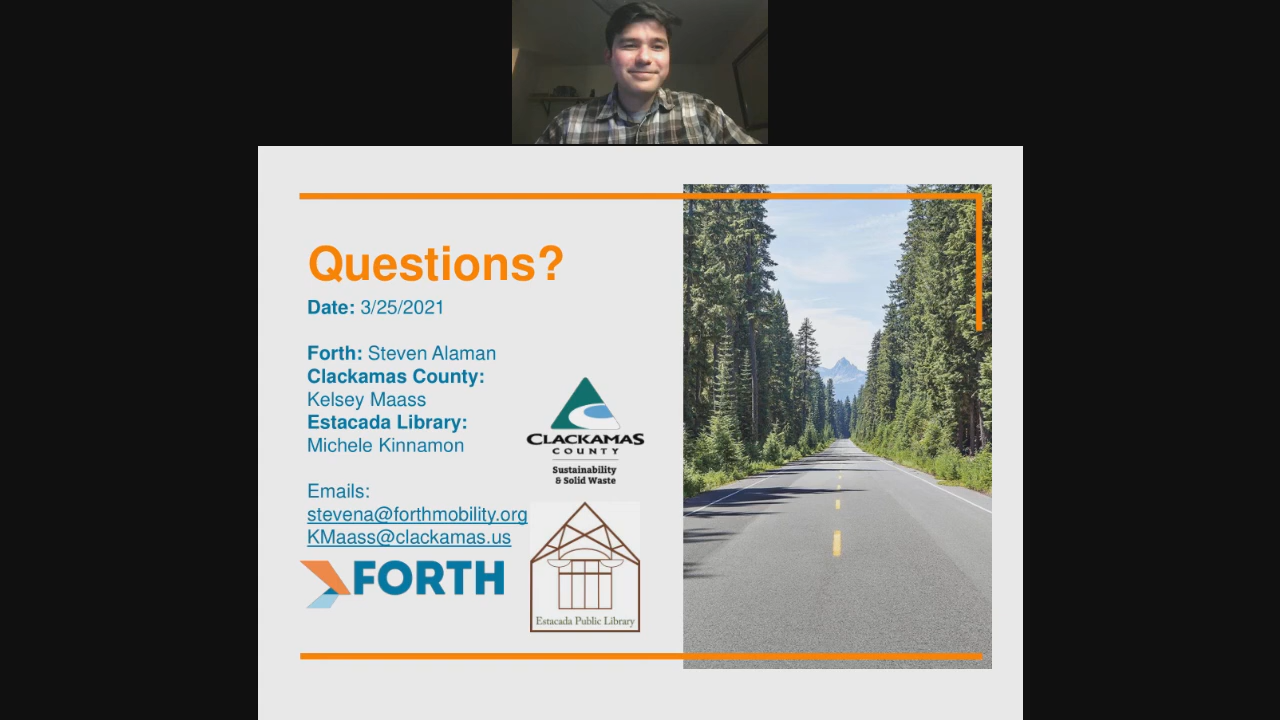 Questions?
Date: 3/25/2021
Forth: Steven Alaman
Clackamas County:
Kelsey Maass
Estacada Library:
Michele Kinnamon
Emails:
stevena@forthmobility.org
KMaass@clackamas.us
FORTH
CLACKAMAS
COUNTY
Sustainability
& Solid Waste
Estacada Public Library